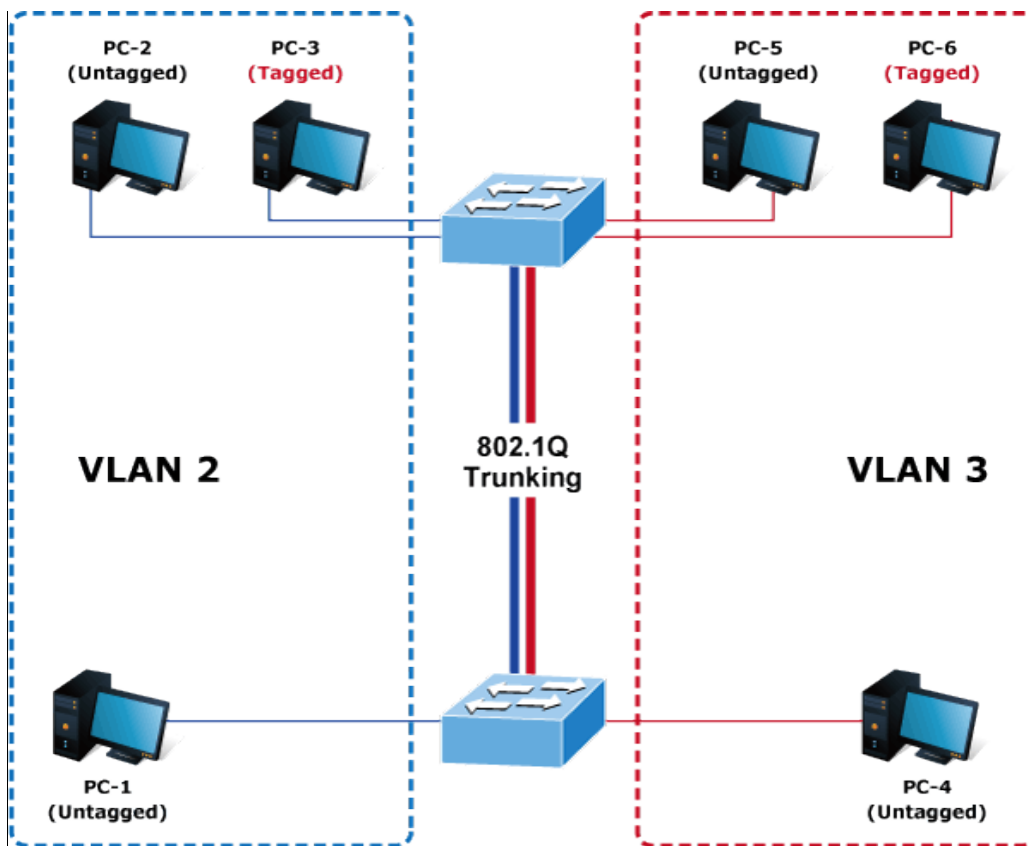 PC-2
(Untagged)
PC-3
(Tagged)
PC-5
(Untagged)
PC-6
(Tagged)
802.1Q
Trunking
VLAN 2
VLAN 3
PC-1
(Untagged)
PC-4
(Untagged)